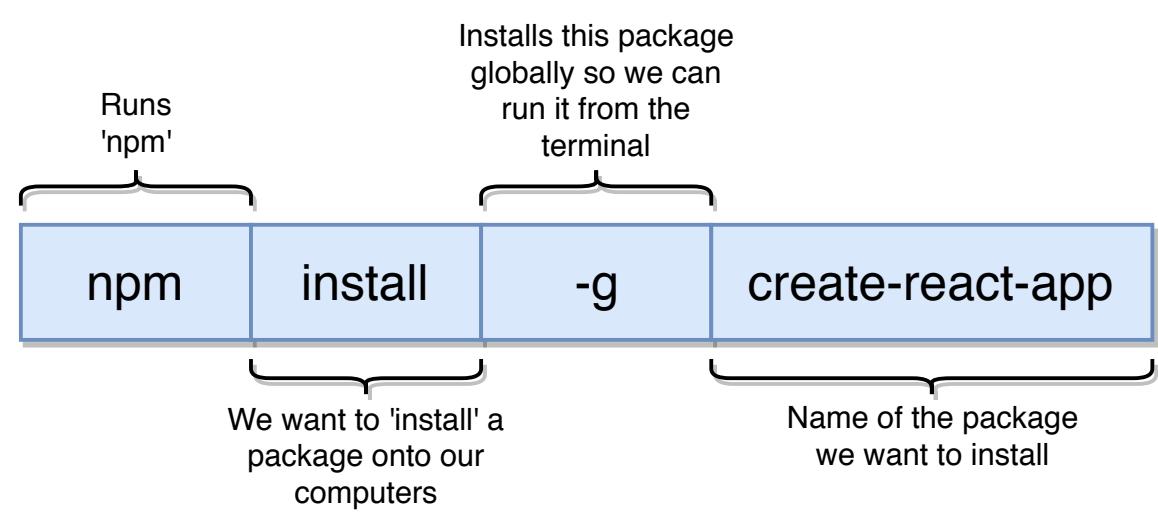 Installs this package
globally so we can
run it from the
terminal
Runs
'npm'
npm
install
-g
create-react-app
We want to 'install' a
package onto our
computers
Name of the package
we want to install